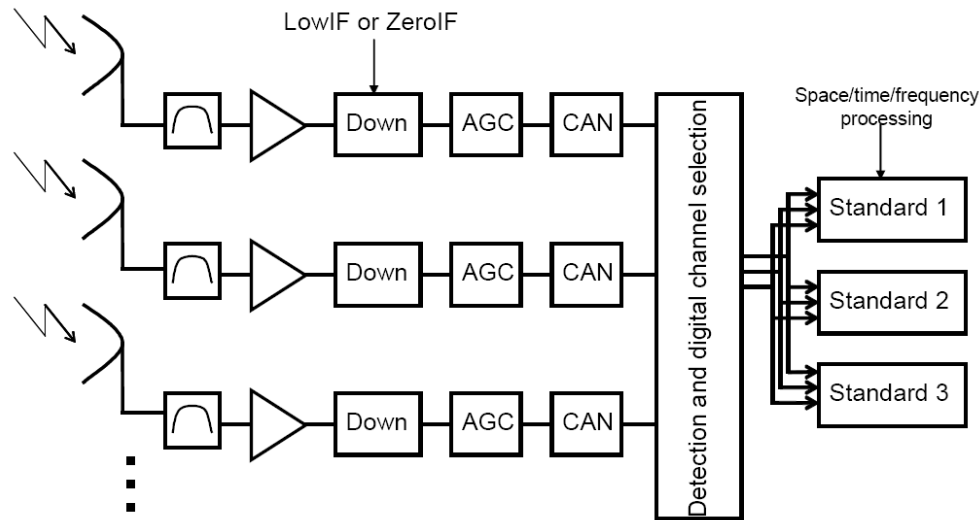 LowIF or ZeroIF
Space/time/frequency
processing
Down
AGC
CAN
Standard 1
Down
AGC
CAN
Standard 2
Down
AGC
CAN
Standard 3
Detection and digital channel selection